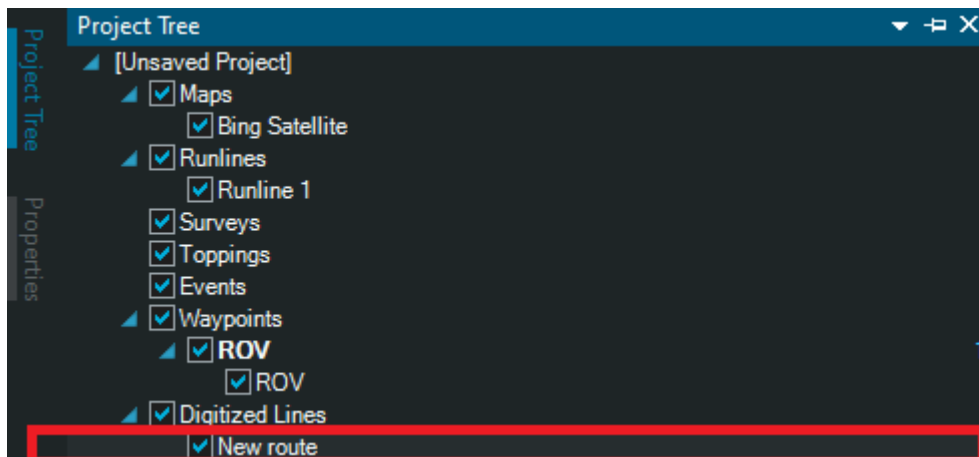 Project Tree
Project Tree
Properties
[Unsaved Project]
Maps
Bing Satellite
Runlines
Runline 1
Surveys
Toppings
Events
Waypoints
ROV
ROV
Digitized Lines
New route